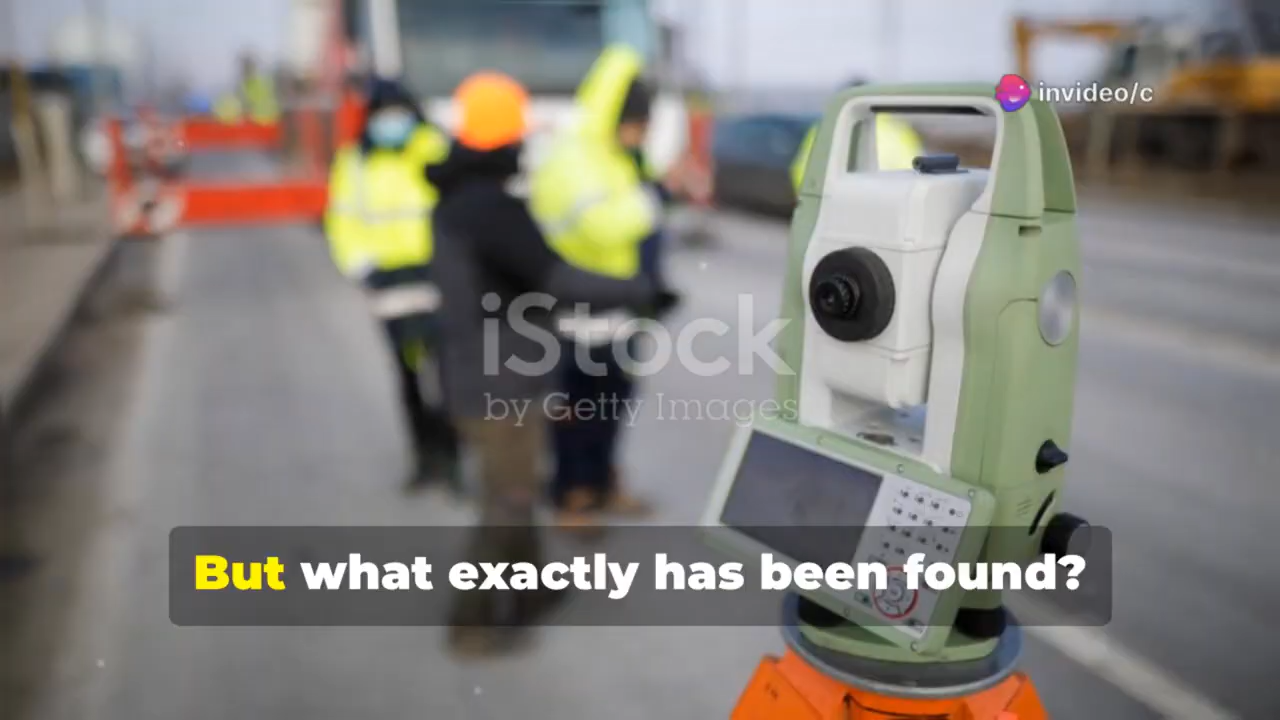 invideo/c
iStock
by Getty Images
But what exactly has been found?